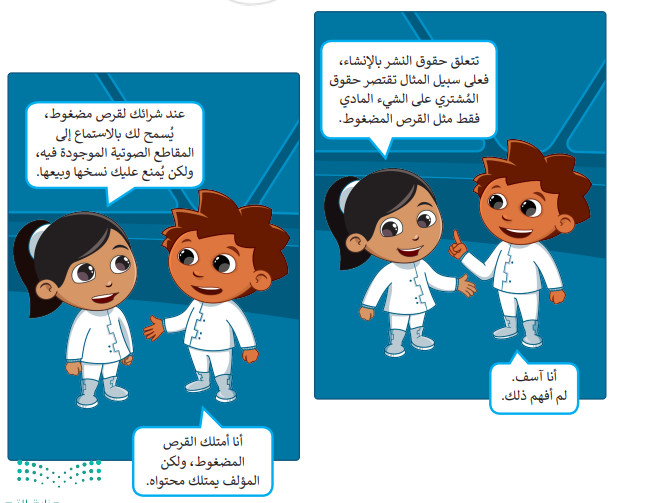 تتعلق حقوق النشر بالإنشاء،
فعلى سبيل المثال تقتصر حقوق
المُشتري على الشيء المادي
فقط مثل القرص المضغوط.
أنا آسف.
لم أفهم ذلك.
عند شرائك لقرص مضغوط،
يُسمح لك بالاستماع إلى
المقاطع الصوتية الموجودة فيه،
ولكن يُمنع عليك نسخها وبيعها.
أنا أمتلك القرص
المضغوط، ولكن
المؤلف يمتلك محتواه.